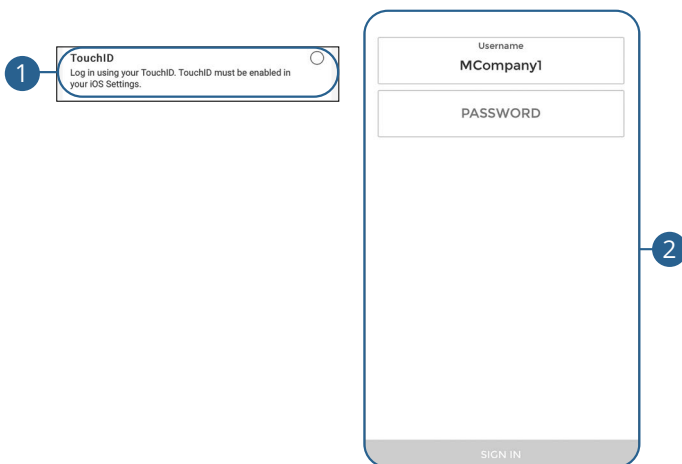 1
TouchID
Log in using your TouchID. TouchID must be enabled in
your iOS Settings.
Username
MCompany1
PASSWORD
2
SIGN IN